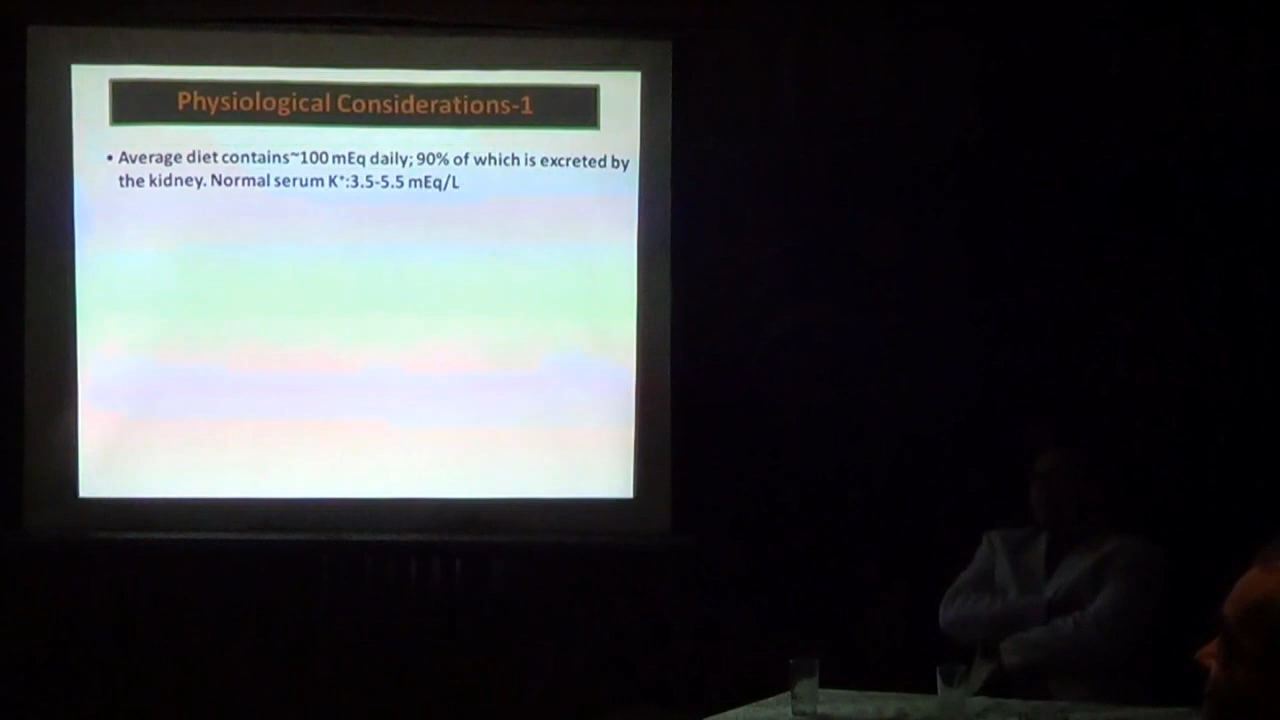 Physiological Considerations-1
• Average diet contains~100 mEq daily; 90% of which is excreted by
the kidney. Normal serum K⁺:3.5-5.5 mEq/L